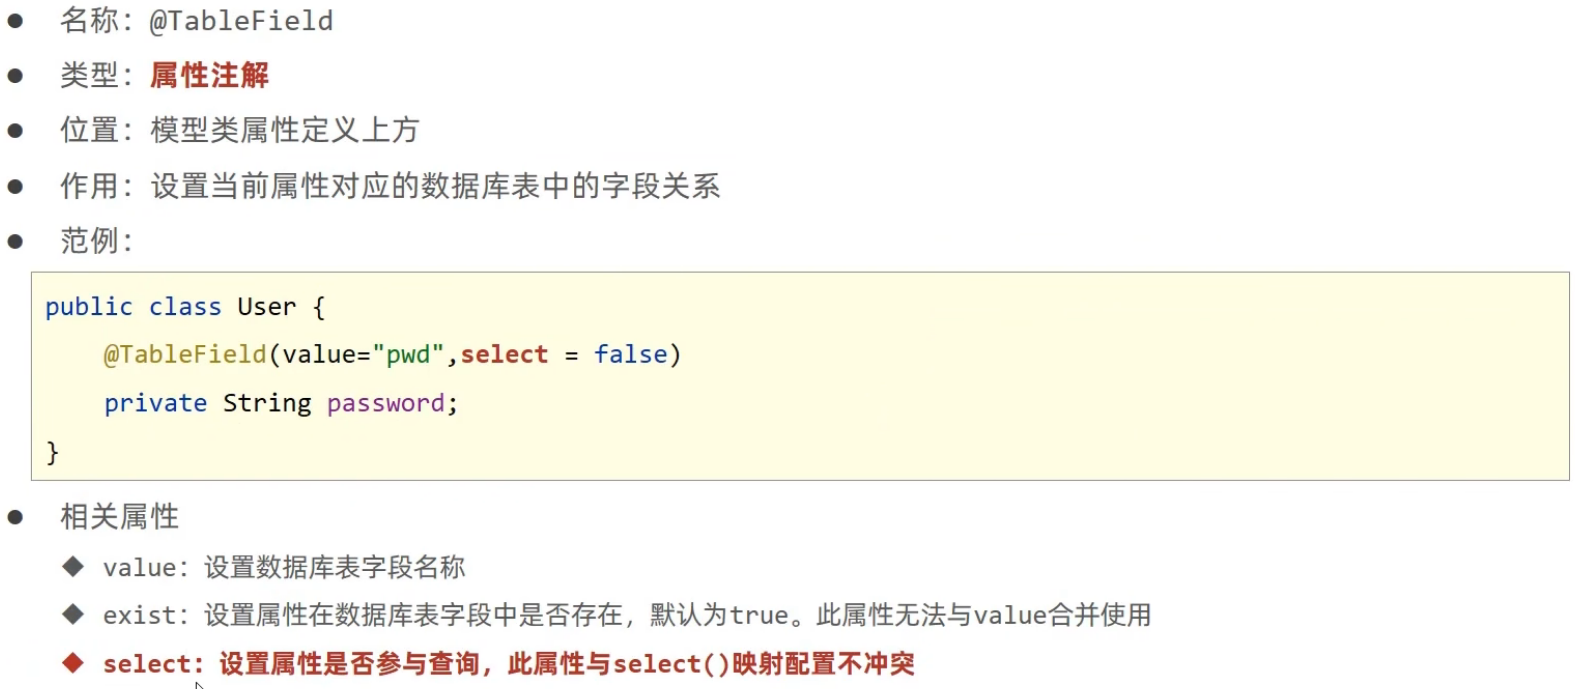 ● 名称：@TableField
● 类型：属性注解
● 位置：模型类属性定义上方
● 作用：设置当前属性对应的数据库表中的字段关系
● 范例：
public class User {
    @TableField(value="pwd",select = false)
    private String password;
}
● 相关属性
◆ value：设置数据库表字段名称
◆ exist：设置属性在数据库表字段中是否存在，默认为true。此属性无法与value合并使用
◆ select：设置属性是否参与查询，此属性与select()映射配置不冲突